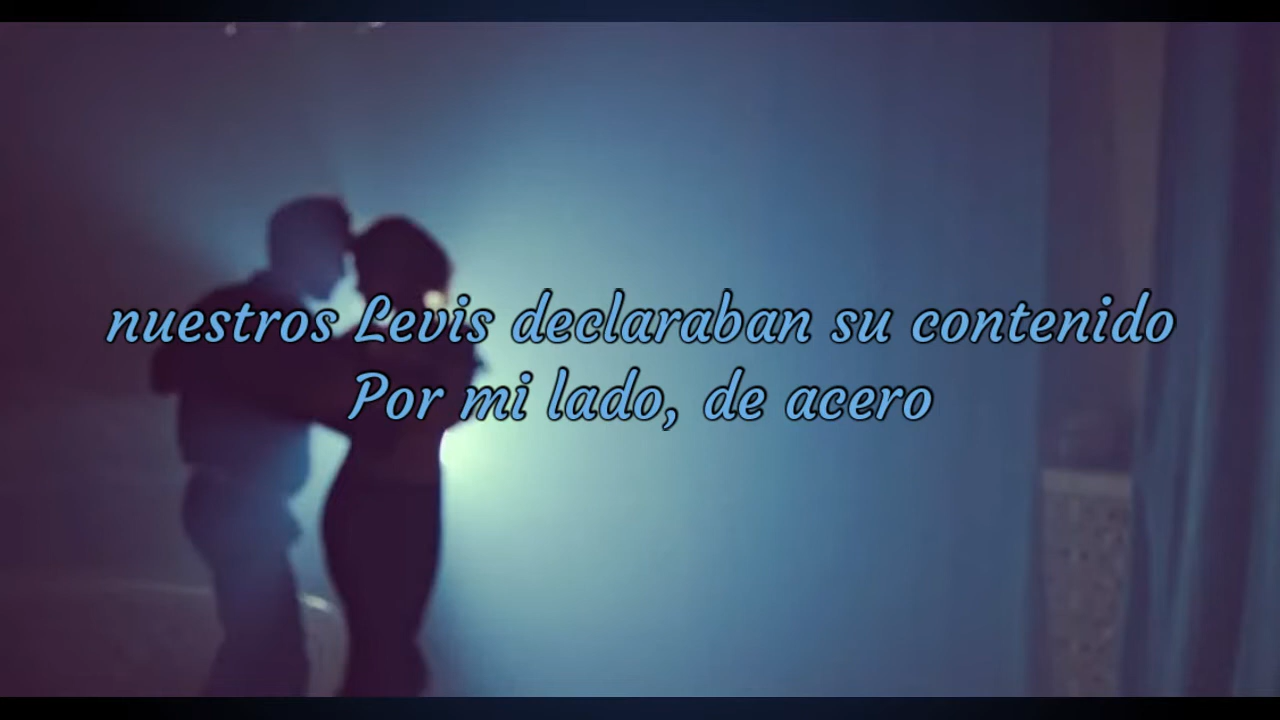 nuestros Levis declaraban su contenido
Por mi lado, de acero